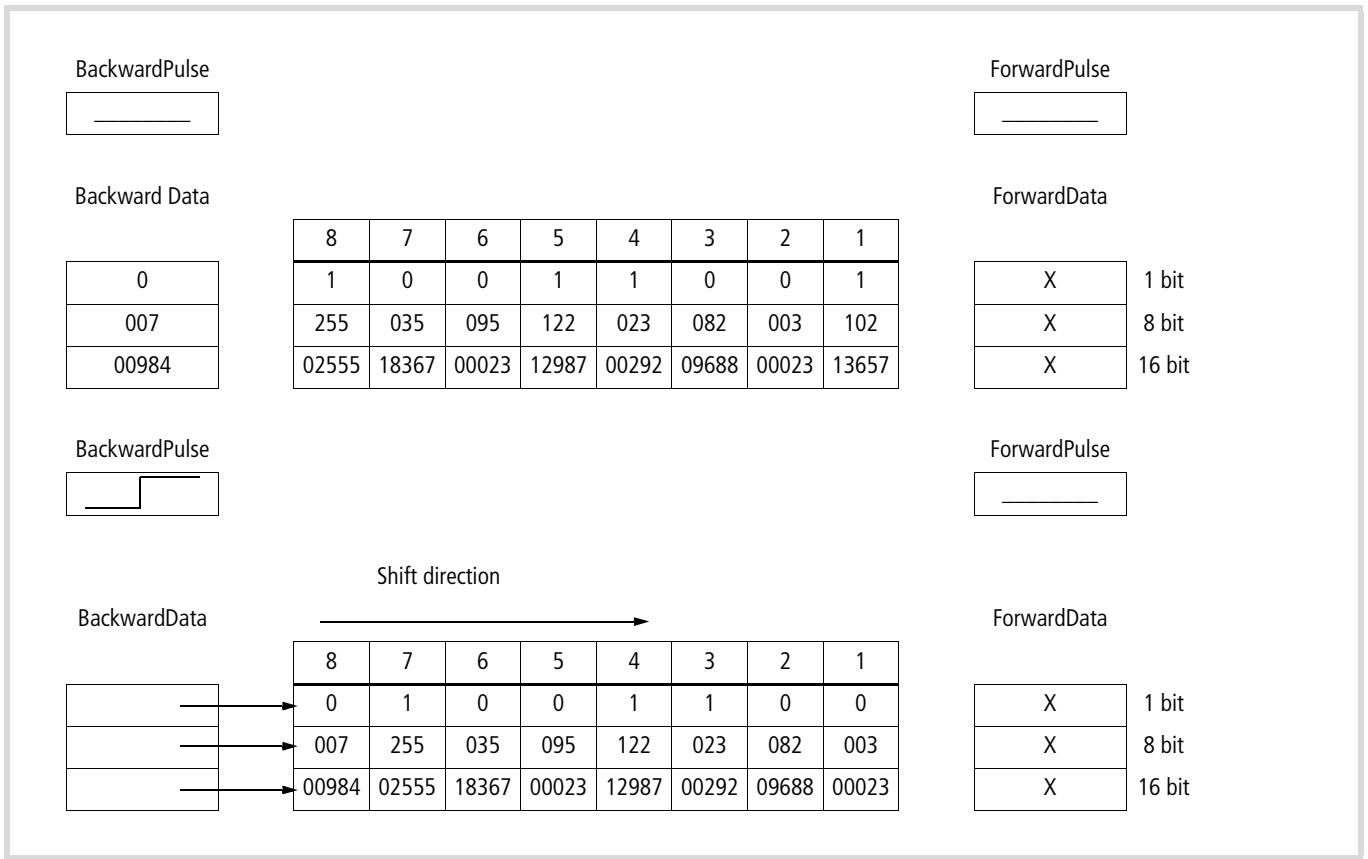 BackwardPulse ForwardPulse
________ ________
Backward Data ForwardData
8 7 6 5 4 3 2 1
0 1 0 0 1 1 0 0 1 X 1 bit
007 255 035 095 122 023 082 003 102 X 8 bit
00984 02555 18367 00023 12987 00292 09688 00023 13657 X 16 bit
BackwardPulse ForwardPulse
________
Shift direction
BackwardData ForwardData
8 7 6 5 4 3 2 1
0 1 0 0 1 1 0 0 X 1 bit
007 255 035 095 122 023 082 003 X 8 bit
00984 02555 18367 00023 12987 00292 09688 00023 X 16 bit